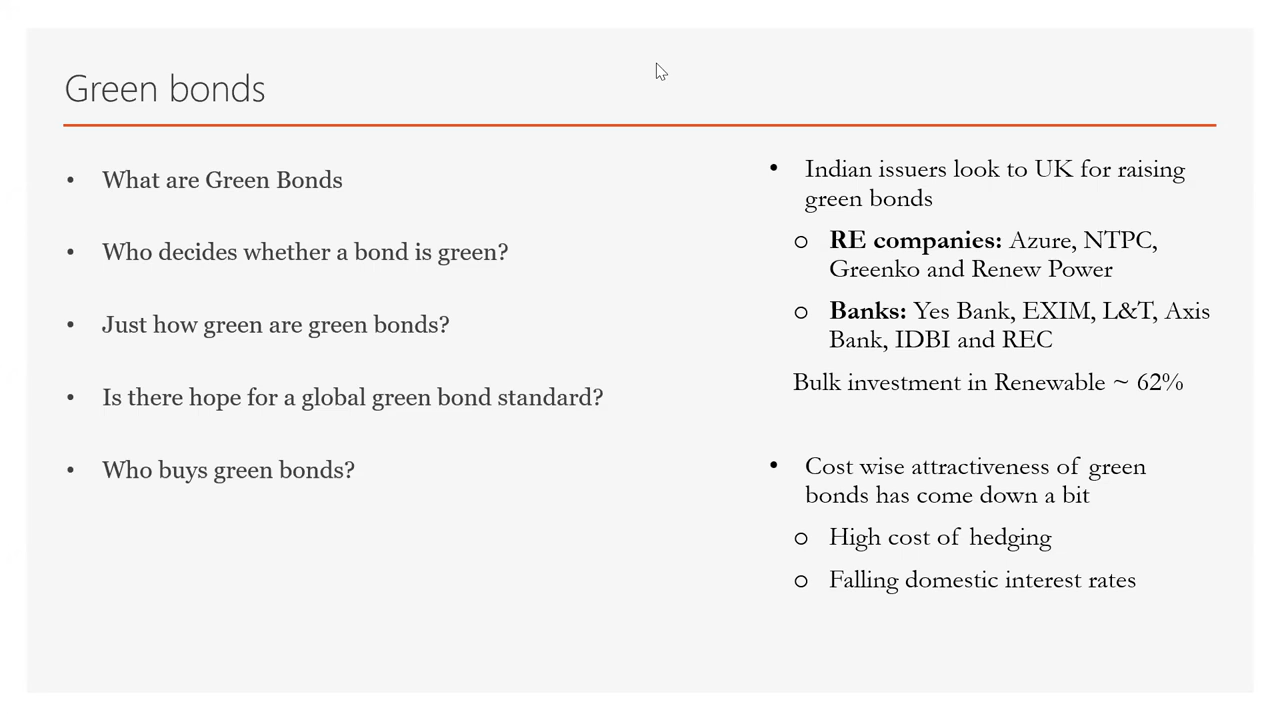 Green bonds
• What are Green Bonds
• Who decides whether a bond is green?
• Just how green are green bonds?
• Is there hope for a global green bond standard?
• Who buys green bonds?
• Indian issuers look to UK for raising
green bonds
o RE companies: Azure, NTPC,
Greenko and Renew Power
o Banks: Yes Bank, EXIM, L&T, Axis
Bank, IDBI and REC
Bulk investment in Renewable ~ 62%
• Cost wise attractiveness of green
bonds has come down a bit
o High cost of hedging
o Falling domestic interest rates